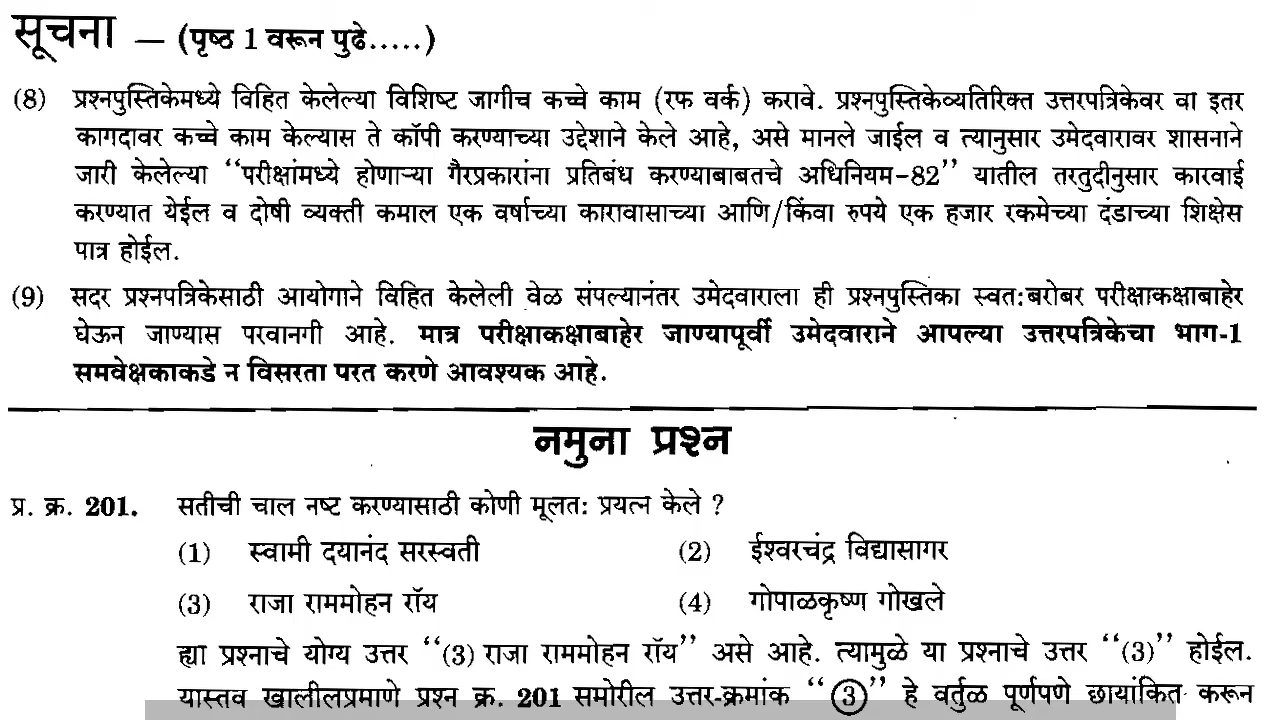 सूचना — (पृष्ठ 1 वरून पुढे.....)
(8) प्रश्नपुस्तिकेमध्ये विहित केलेल्या विशिष्ट जागीच कच्चे काम (रफ वर्क) करावे. प्रश्नपुस्तिकेव्यतिरिक्त उत्तरपत्रिकेवर वा इतर
कागदावर कच्चे काम केल्यास ते कॉपी करण्याच्या उद्देशाने केले आहे, असे मानले जाईल व त्यानुसार उमेदवारावर शासनाने
जारी केलेल्या “परीक्षांमध्ये होणाऱ्या गैरप्रकारांना प्रतिबंध करण्याबाबतचे अधिनियम-82” यातील तरतुदीनुसार कारवाई
करण्यात येईल व दोषी व्यक्ती कमाल एक वर्षाच्या कारावासाच्या आणि/किंवा रुपये एक हजार रकमेच्या दंडाच्या शिक्षेस
पात्र होईल.
(9) सदर प्रश्नपत्रिकेसाठी आयोगाने विहित केलेली वेळ संपल्यानंतर उमेदवाराला ही प्रश्नपुस्तिका स्वत:बरोबर परीक्षाकक्षाबाहेर
घेऊन जाण्यास परवानगी आहे. मात्र परीक्षाकक्षाबाहेर जाण्यापूर्वी उमेदवाराने आपल्या उत्तरपत्रिकेचा भाग-1
समवेक्षकाकडे न विसरता परत करणे आवश्यक आहे.
नमुना प्रश्न
प्र. क्र. 201. सतीची चाल नष्ट करण्यासाठी कोणी मूलत: प्रयत्न केले ?
(1) स्वामी दयानंद सरस्वती (2) ईश्वरचंद्र विद्यासागर
(3) राजा राममोहन रॉय (4) गोपाळकृष्ण गोखले
ह्या प्रश्नाचे योग्य उत्तर “(3) राजा राममोहन रॉय” असे आहे. त्यामुळे या प्रश्नाचे उत्तर “(3)” होईल.
यास्तव खालीलप्रमाणे प्रश्न क्र. 201 समोरील उत्तर-क्रमांक “③” हे वर्तुळ पूर्णपणे छायांकित करून